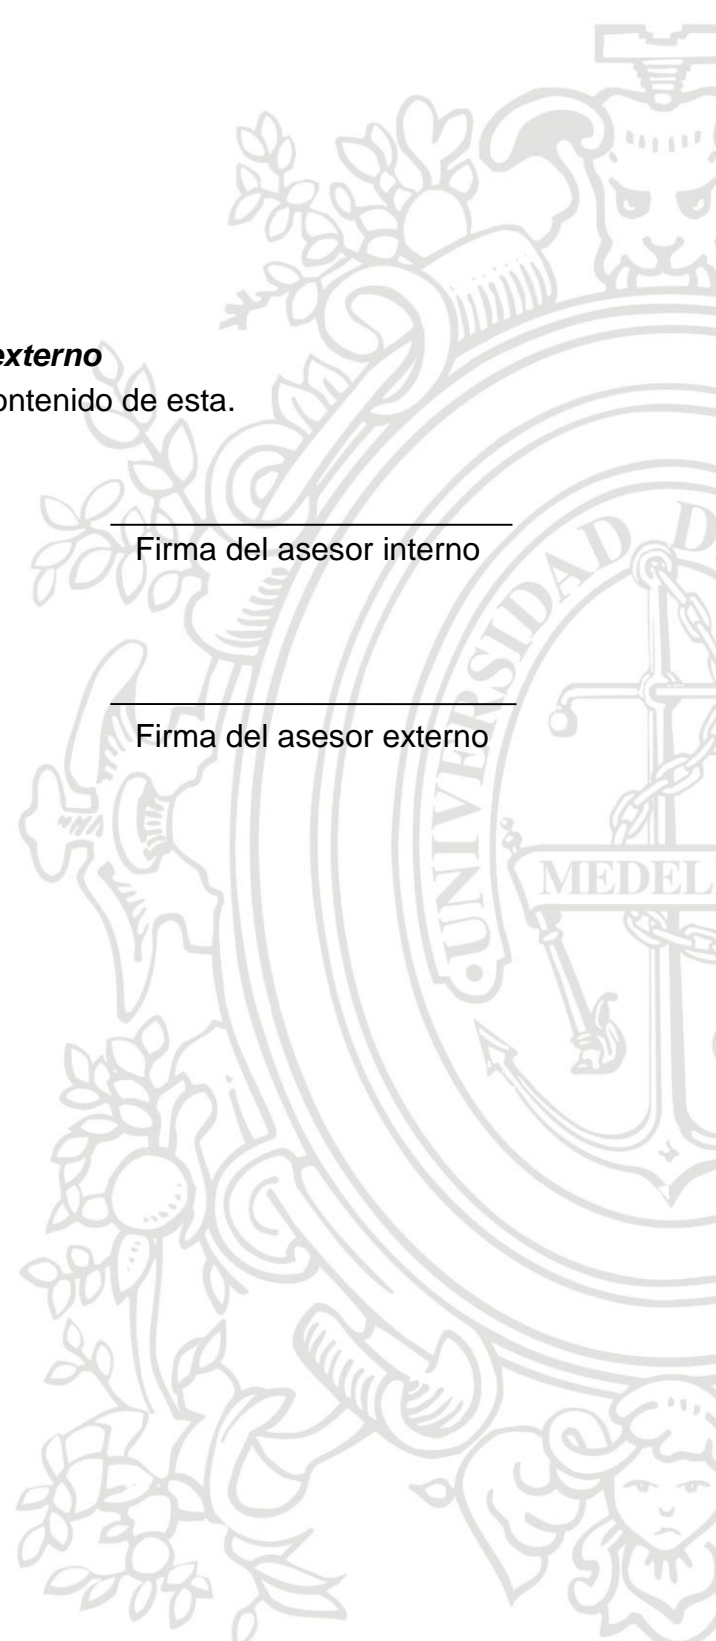 externo
ontenido de esta.
Firma del asesor interno
Firma del asesor externo
UNIVERSIDAD D
MEDEL